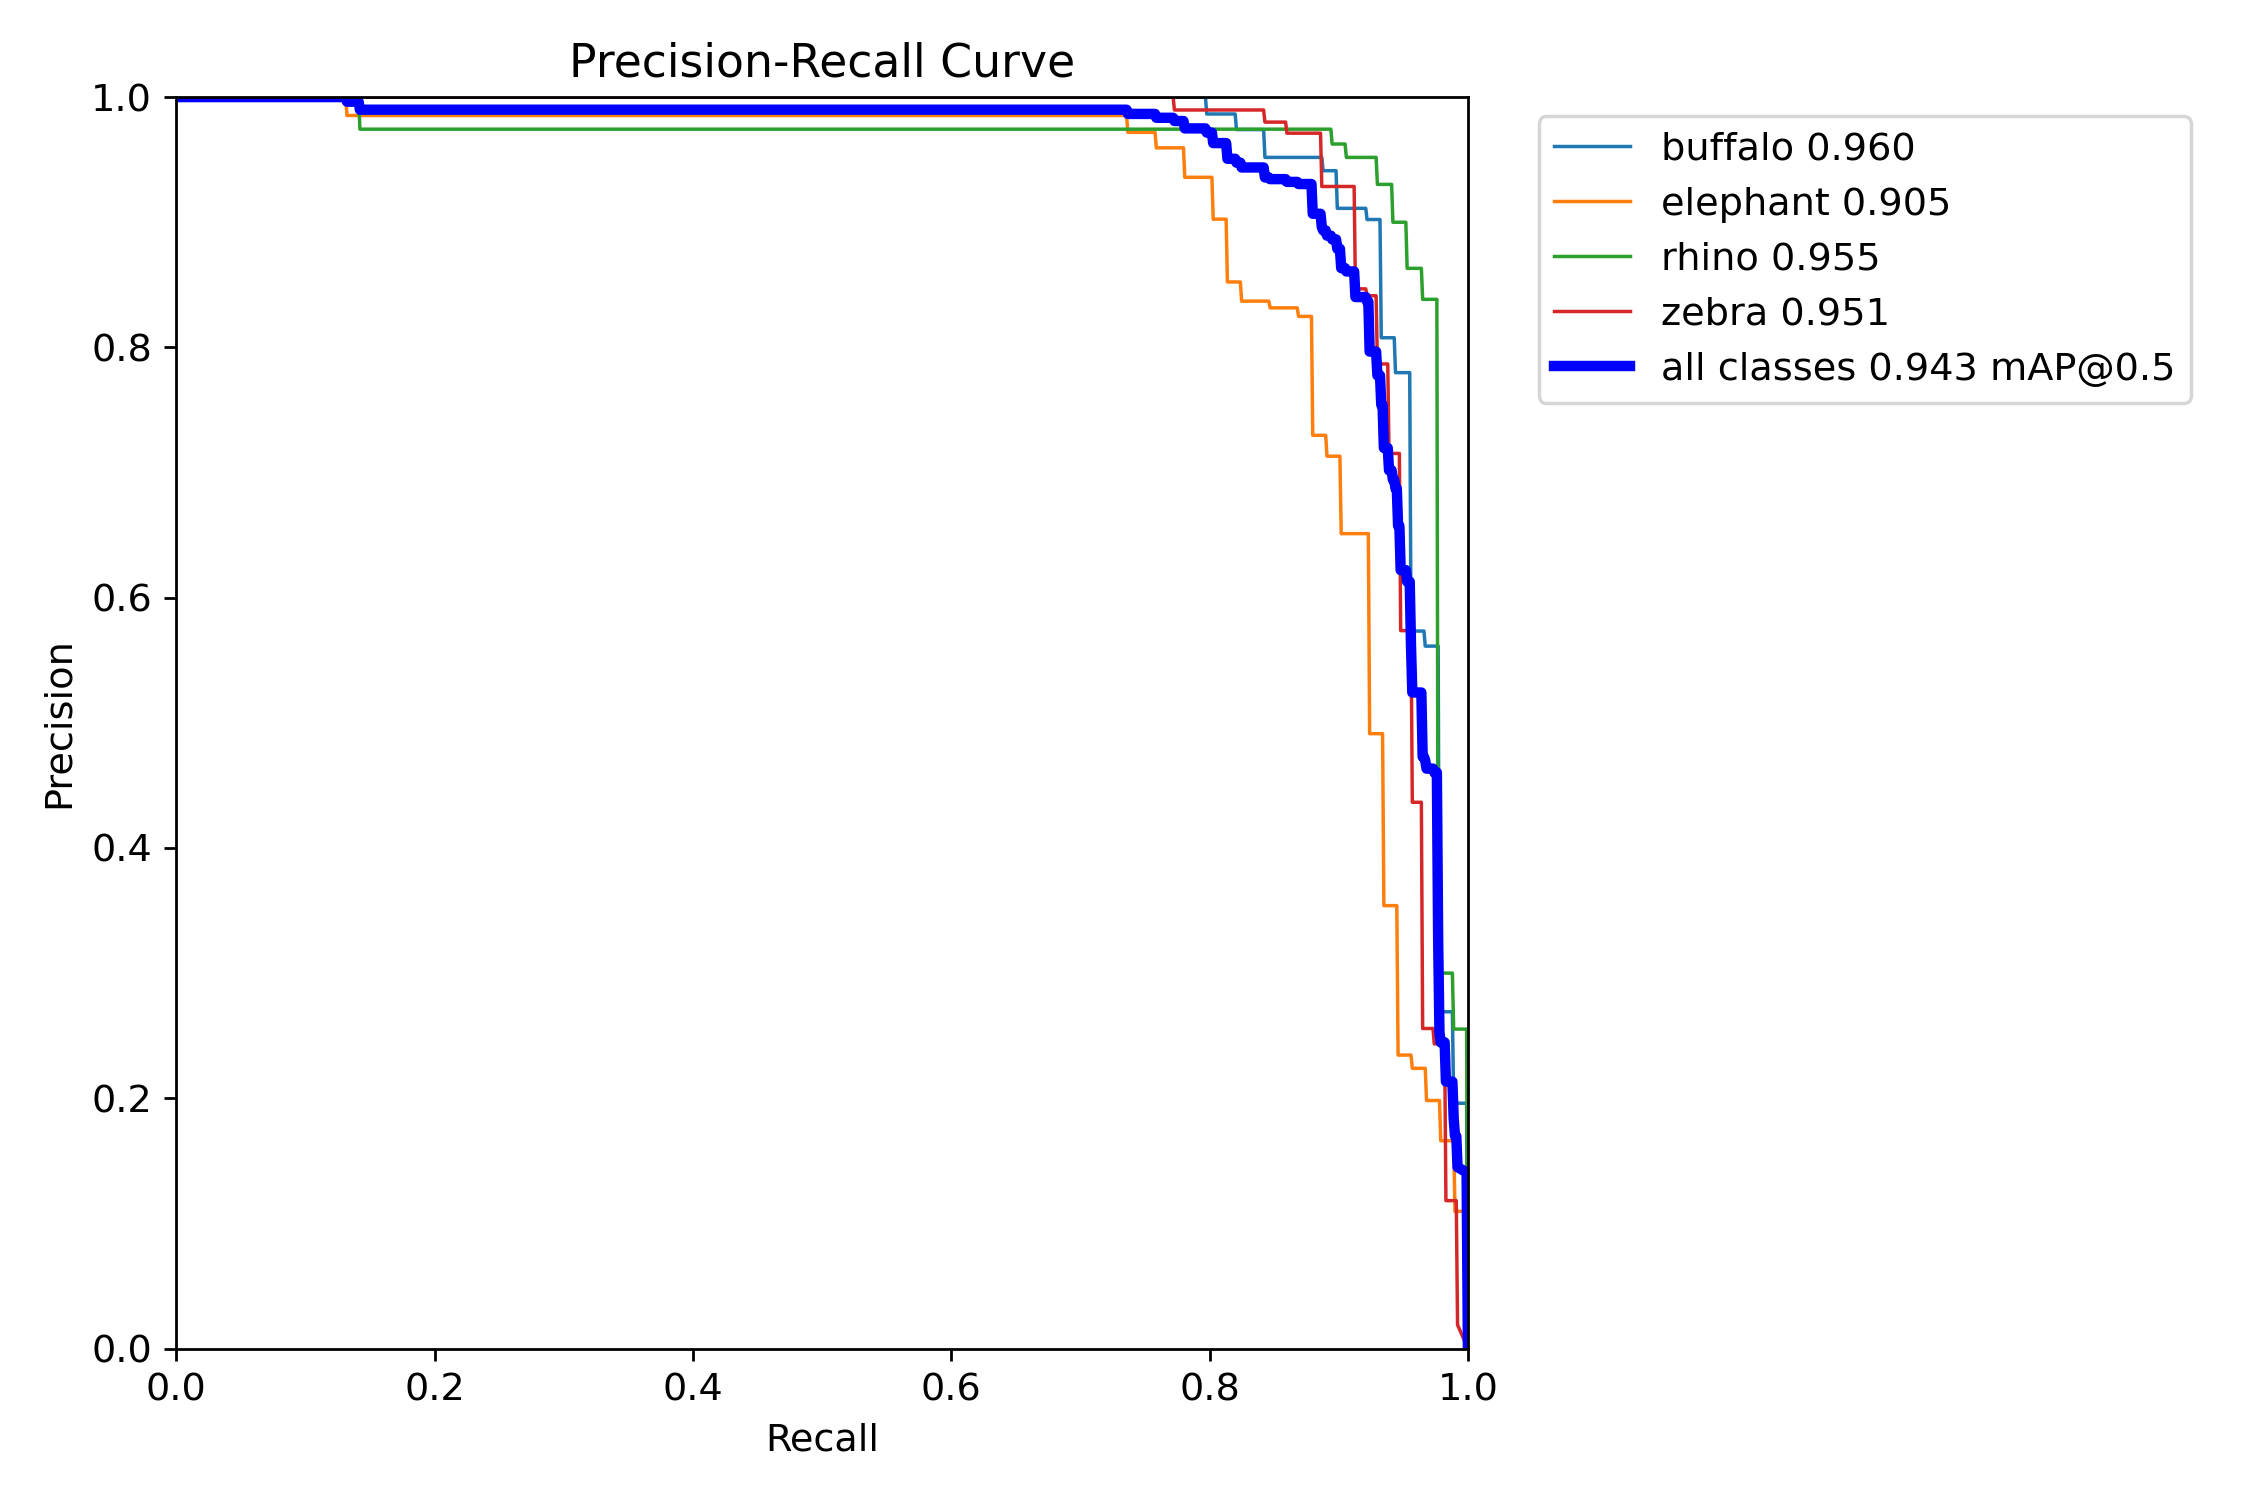 Precision-Recall Curve
1.0
0.8
0.6
0.4
0.2
0.0
Precision
0.0 0.2 0.4 0.6 0.8 1.0
Recall
buffalo 0.960
elephant 0.905
rhino 0.955
zebra 0.951
all classes 0.943 mAP@0.5